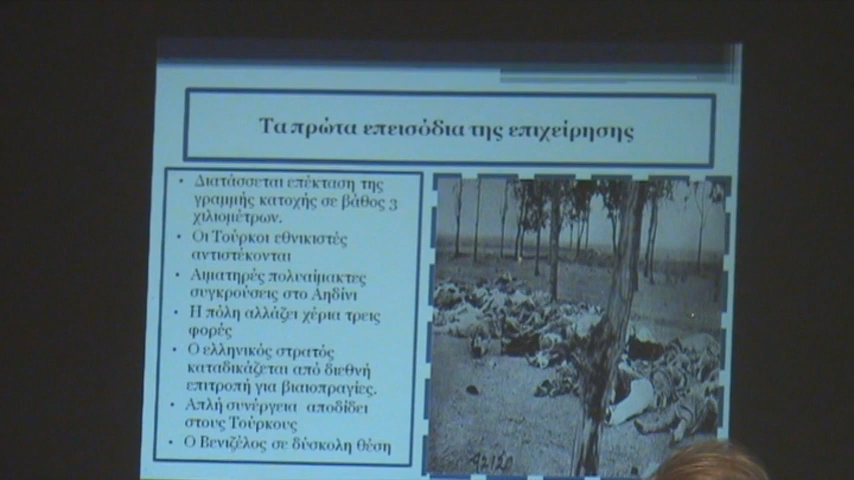 Τα πρώτα επεισόδια της επιχείρησης
• Διατάσσεται επέκταση της
γραμμής κατοχής σε βάθος 3
χιλιομέτρων.
• Οι Τούρκοι εθνικιστές
αντιστέκονται
• Αιματηρές πολυαίμακτες
συγκρούσεις στο Αηδίνι
• Η πόλη αλλάζει χέρια τρεις
φορές
• Ο ελληνικός στρατός
καταδικάζεται από διεθνή
επιτροπή για βιαιοπραγίες.
• Απλή συνέργεια αποδίδει
στους Τούρκους
• Ο Βενιζέλος σε δύσκολη θέση
92120